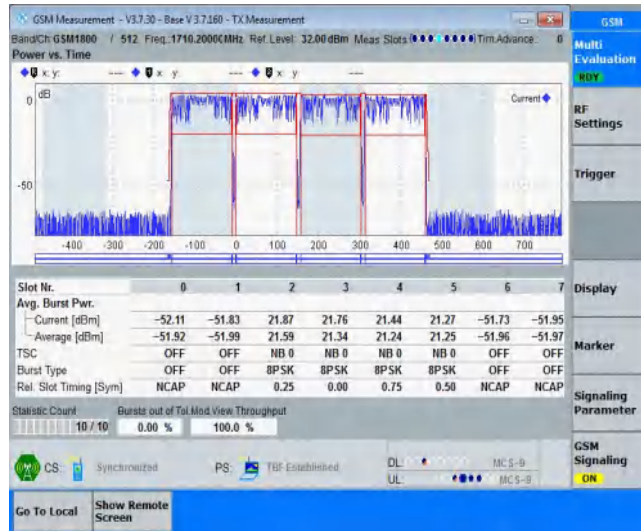 GSM Measurement - V3.7.30 - Base V 3.7.160 - TX Measurement
GSM
Band/Ch: GSM1800 / 512 Freq.:1710.2000CMHz Ref. Level: 32.00 dBm Meas Slots Tim.Advance: 0
Power vs. Time
Multi Evaluation
RDY
x: y: --- x y --- x y ---
dB
Current
0
-50
-400 -300 -200 -100 0 100 200 300 400 500 600 700
RF Settings
Trigger
Slot Nr. 0 1 2 3 4 5 6 7
Avg. Burst Pwr.
Current [dBm] -52.11 -51.83 21.87 21.76 21.44 21.27 -51.73 -51.95
Average [dBm] -51.92 -51.99 21.59 21.34 21.24 21.25 -51.96 -51.97
TSC OFF OFF NB 0 NB 0 NB 0 NB 0 OFF OFF
Burst Type OFF OFF 8PSK 8PSK 8PSK 8PSK OFF OFF
Rel. Slot Timing [Sym] NCAP NCAP 0.25 0.00 0.75 0.50 NCAP NCAP
Display
Marker
Signaling Parameter
Statistic Count Bursts out of Tol. Mod.View Throughput
10 / 10 0.00 % 100.0 %
CS: Synchronized PS: TBF Established DL: MCS-9
UL: MCS-9
GSM Signaling
ON
Go To Local
Show Remote Screen